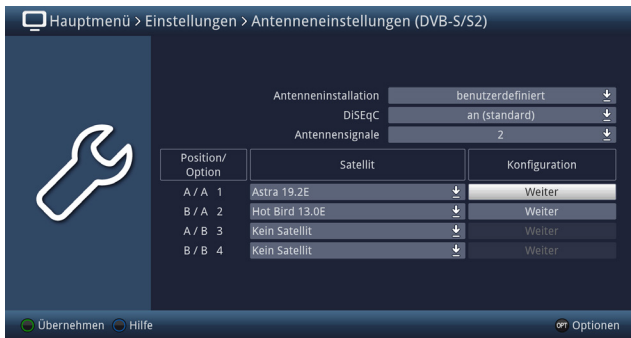 Hauptmenü > Einstellungen > Antenneneinstellungen (DVB-S/S2)
Antenneninstallation benutzerdefiniert
DiSEqC an (standard)
Antennensignale 2
Position/
Option Satellit Konfiguration
A / A 1 Astra 19.2E Weiter
B / A 2 Hot Bird 13.0E Weiter
A / B 3 Kein Satellit Weiter
B / B 4 Kein Satellit Weiter
Übernehmen Hilfe OPT Optionen